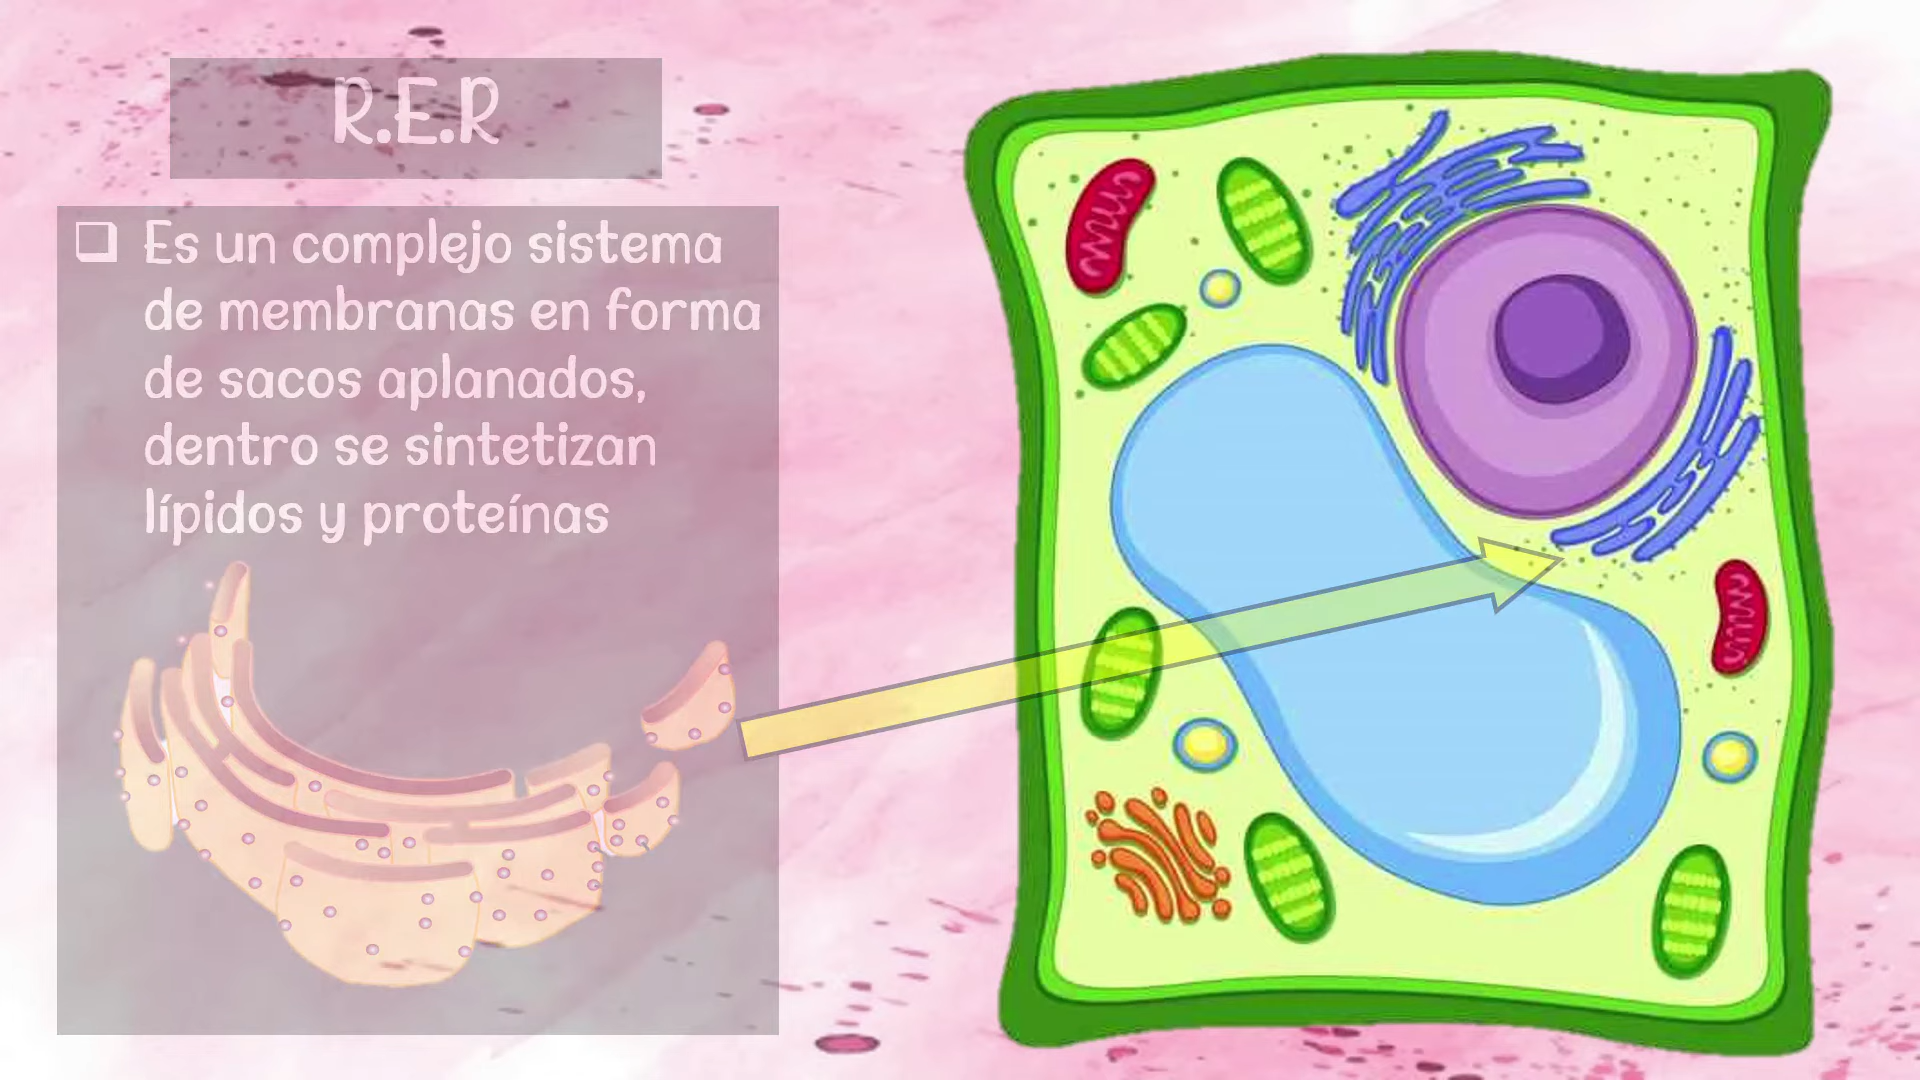 R.E.R
Es un complejo sistema
de membranas en forma
de sacos aplanados,
dentro se sintetizan
lípidos y proteínas